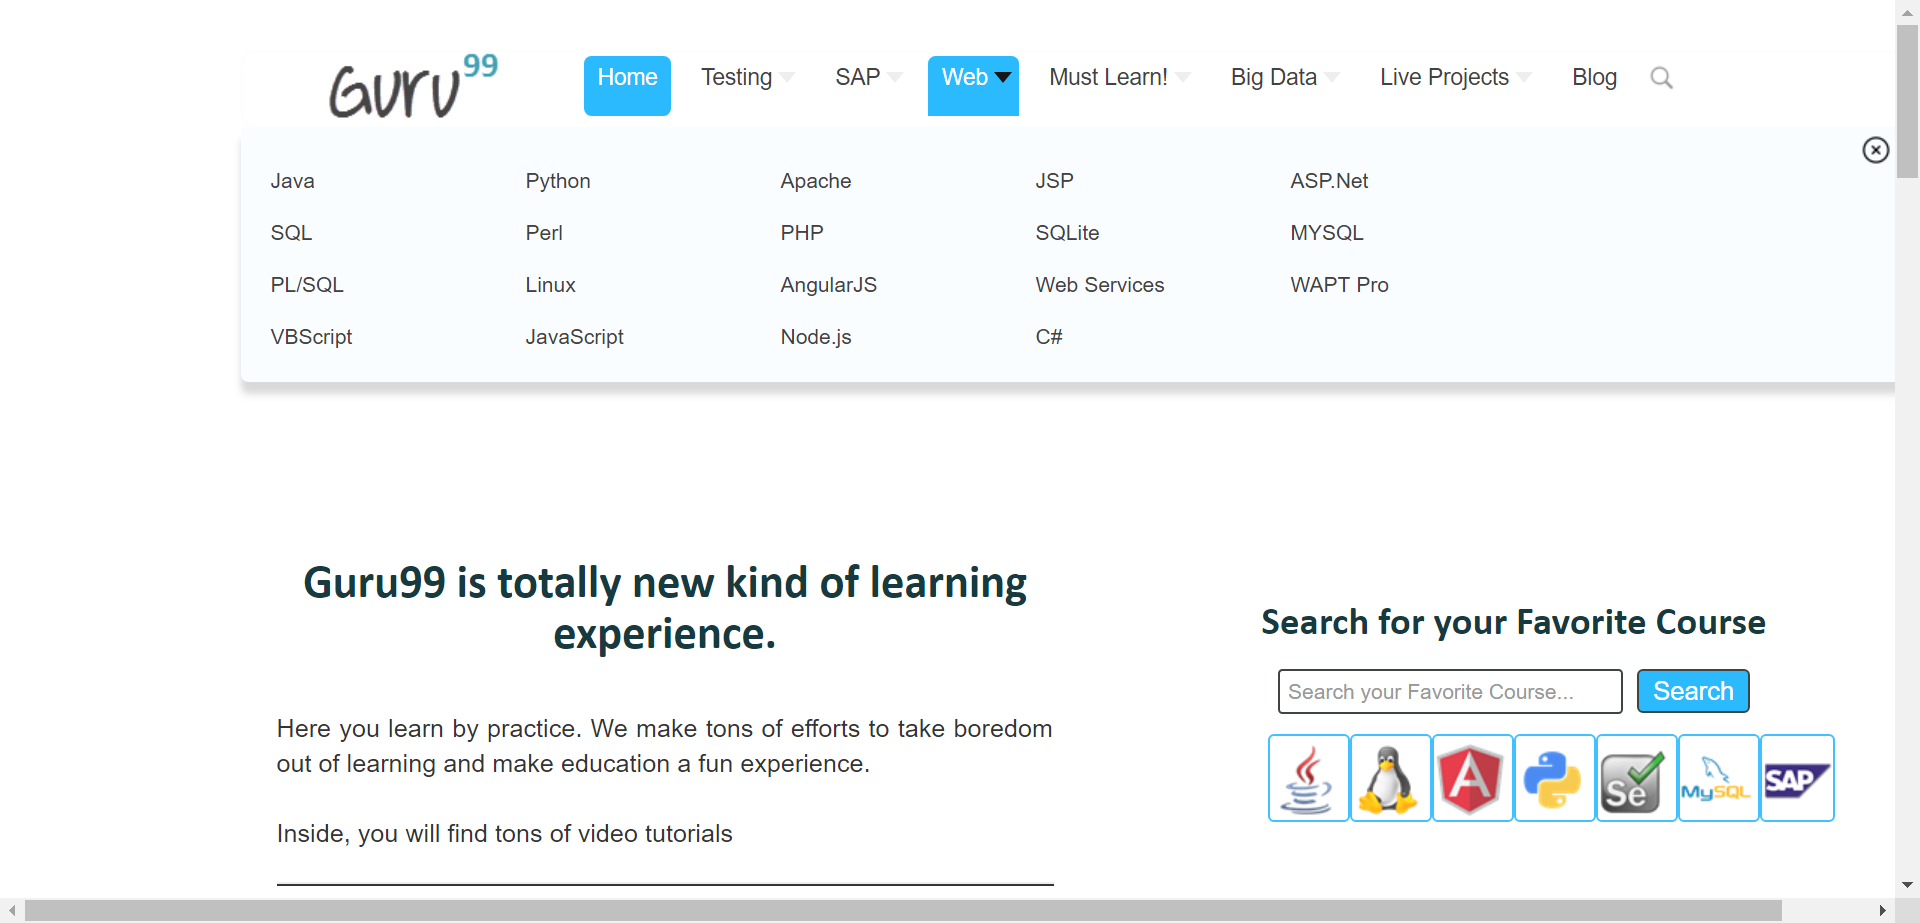 Guru99
Home Testing SAP Web Must Learn! Big Data Live Projects Blog
Java Python Apache JSP ASP.Net
SQL Perl PHP SQLite MYSQL
PL/SQL Linux AngularJS Web Services WAPT Pro
VBScript JavaScript Node.js C#
Guru99 is totally new kind of learning
experience.
Here you learn by practice. We make tons of efforts to take boredom
out of learning and make education a fun experience.
Inside, you will find tons of video tutorials
Search for your Favorite Course
Search your Favorite Course... Search
A Se MySQL SAP